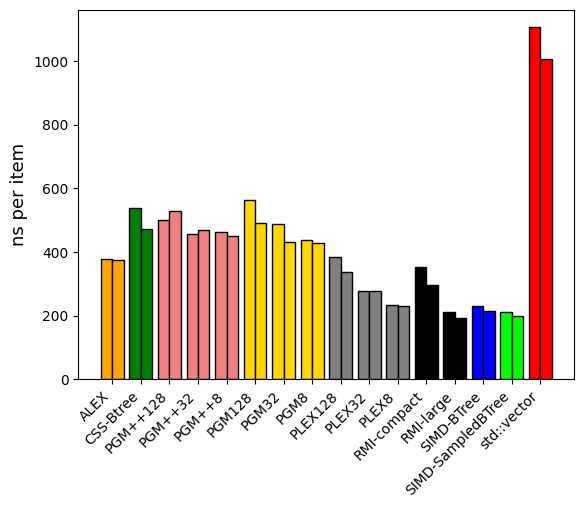 ns per item
1000
800
600
400
200
0
ALEX
CSS-Btree
PGM++128
PGM++32
PGM++8
PGM128
PGM32
PGM8
PLEX128
PLEX32
PLEX8
RMI-compact
RMI-large
SIMD-BTree
SIMD-SampledBTree
std::vector